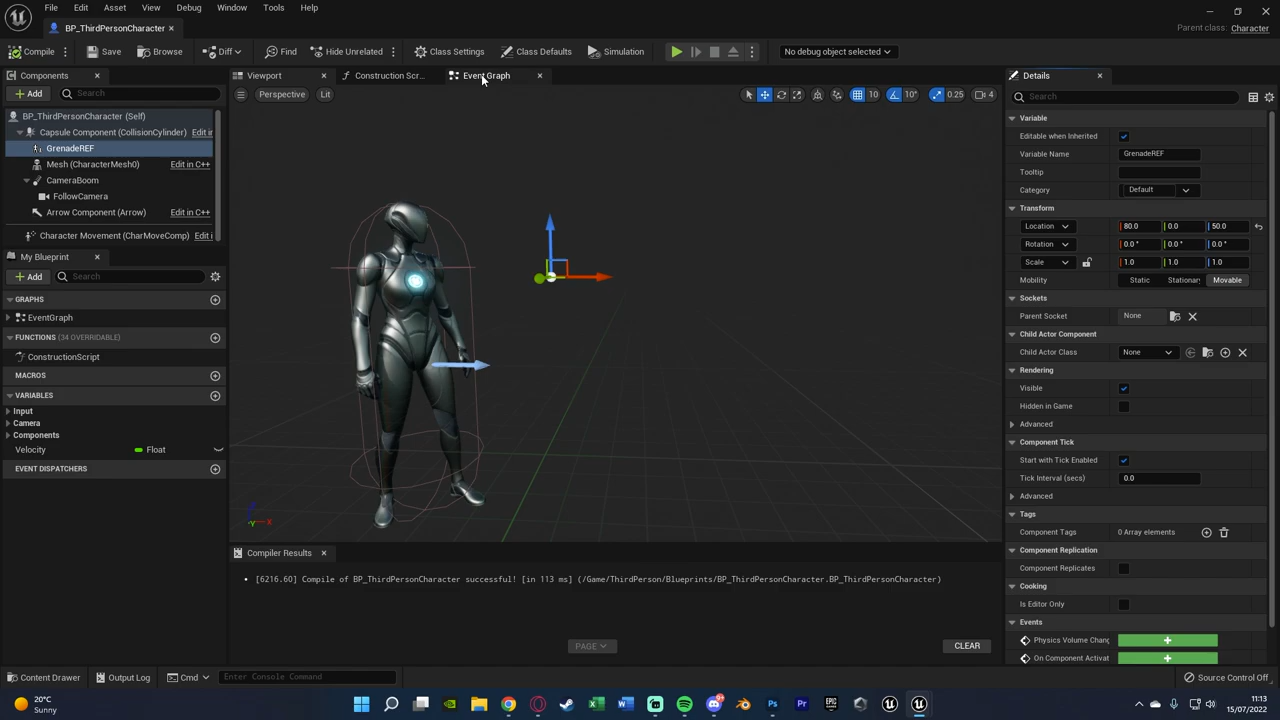 File Edit Asset View Debug Window Tools Help
BP_ThirdPersonCharacter
Parent class: Character
Compile Save Browse Diff Find Hide Unrelated Class Settings Class Defaults Simulation No debug object selected
Components
Add Search
BP_ThirdPersonCharacter (Self)
Capsule Component (CollisionCylinder) Edit in
GrenadeREF
Mesh (CharacterMesh0) Edit in C++
CameraBoom
FollowCamera
Arrow Component (Arrow) Edit in C++
Character Movement (CharMoveComp) Edit i
My Blueprint
Add Search
GRAPHS
EventGraph
FUNCTIONS (34 OVERRIDABLE)
ConstructionScript
MACROS
VARIABLES
Input
Camera
Components
Velocity Float
EVENT DISPATCHERS
Viewport Construction Scr... Event Graph
Perspective Lit 10 10° 0.25 4
Compiler Results
[6216.60] Compile of BP_ThirdPersonCharacter successful! [in 113 ms] (/Game/ThirdPerson/Blueprints/BP_ThirdPersonCharacter.BP_ThirdPersonCharacter)
PAGE CLEAR
Details
Search
Variable
Editable when Inherited
Variable Name GrenadeREF
Tooltip
Category Default
Transform
Location 80.0 0.0 50.0
Rotation 0.0° 0.0° 0.0°
Scale 1.0 1.0 1.0
Mobility Static Stationar Movable
Sockets
Parent Socket None
Child Actor Component
Child Actor Class None
Rendering
Visible
Hidden in Game
Advanced
Component Tick
Start with Tick Enabled
Tick Interval (secs) 0.0
Advanced
Tags
Component Tags 0 Array elements
Component Replication
Component Replicates
Cooking
Is Editor Only
Events
Physics Volume Chang
On Component Activat
Content Drawer Output Log Cmd Enter Console Command Source Control Off
20°C
Sunny
11:13
15/07/2022